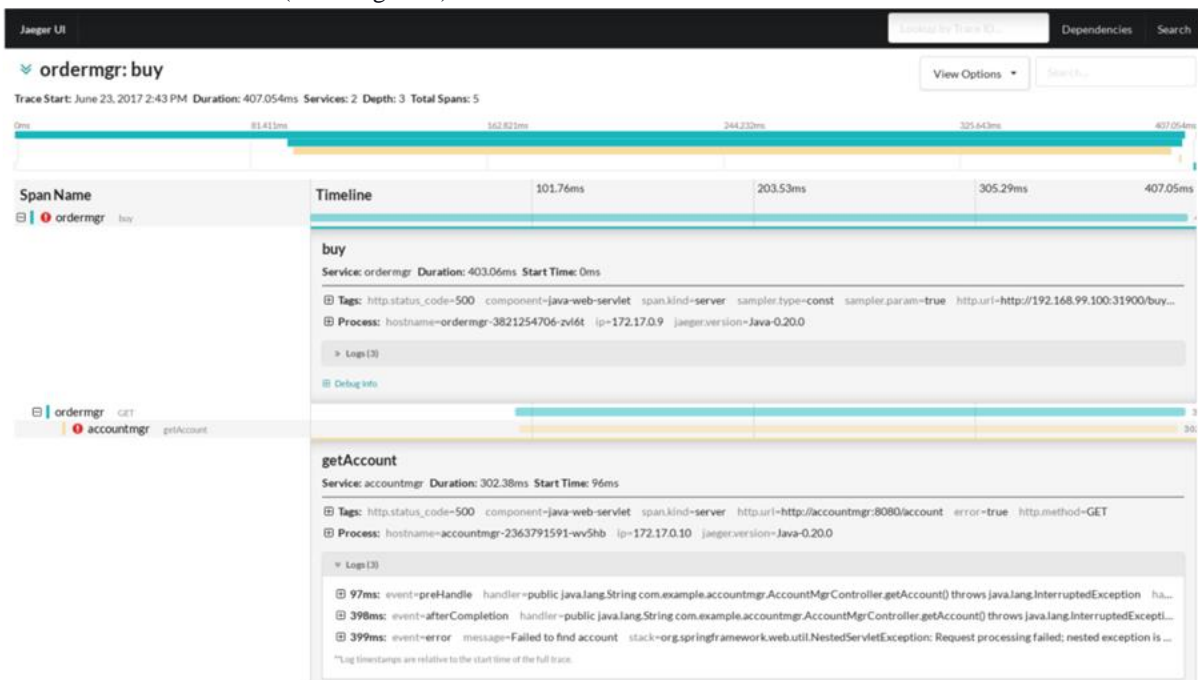 Jaeger UI
Lookup by Trace ID...
Dependencies
Search
ordermgr: buy
View Options
Search...
Trace Start: June 23, 2017 2:43 PM Duration: 407.054ms Services: 2 Depth: 3 Total Spans: 5
0ms 81.411ms 162.821ms 244.232ms 325.643ms 407.054ms
Span Name
Timeline 101.76ms 203.53ms 305.29ms 407.05ms
ordermgr buy
buy
Service: ordermgr Duration: 403.06ms Start Time: 0ms
Tags: http.status_code=500 component=java-web-servlet span.kind=server sampler.type=const sampler.param=true http.url=http://192.168.99.100:31900/buy...
Process: hostname=ordermgr-3821254706-zvl6t ip=172.17.0.9 jaeger.version=Java-0.20.0
Logs (3)
Debug Info
ordermgr GET
accountmgr getAccount
getAccount
Service: accountmgr Duration: 302.38ms Start Time: 96ms
Tags: http.status_code=500 component=java-web-servlet span.kind=server http.url=http://accountmgr:8080/account error=true http.method=GET
Process: hostname=accountmgr-2363791591-wv5hb ip=172.17.0.10 jaeger.version=Java-0.20.0
Logs (3)
97ms: event=preHandle handler=public java.lang.String com.example.accountmgr.AccountMgrController.getAccount() throws java.lang.InterruptedException ha...
398ms: event=afterCompletion handler=public java.lang.String com.example.accountmgr.AccountMgrController.getAccount() throws java.lang.InterruptedExcepti...
399ms: event=error message=Failed to find account stack=org.springframework.web.util.NestedServletException: Request processing failed; nested exception is ...
**Log timestamps are relative to the start time of the full trace.